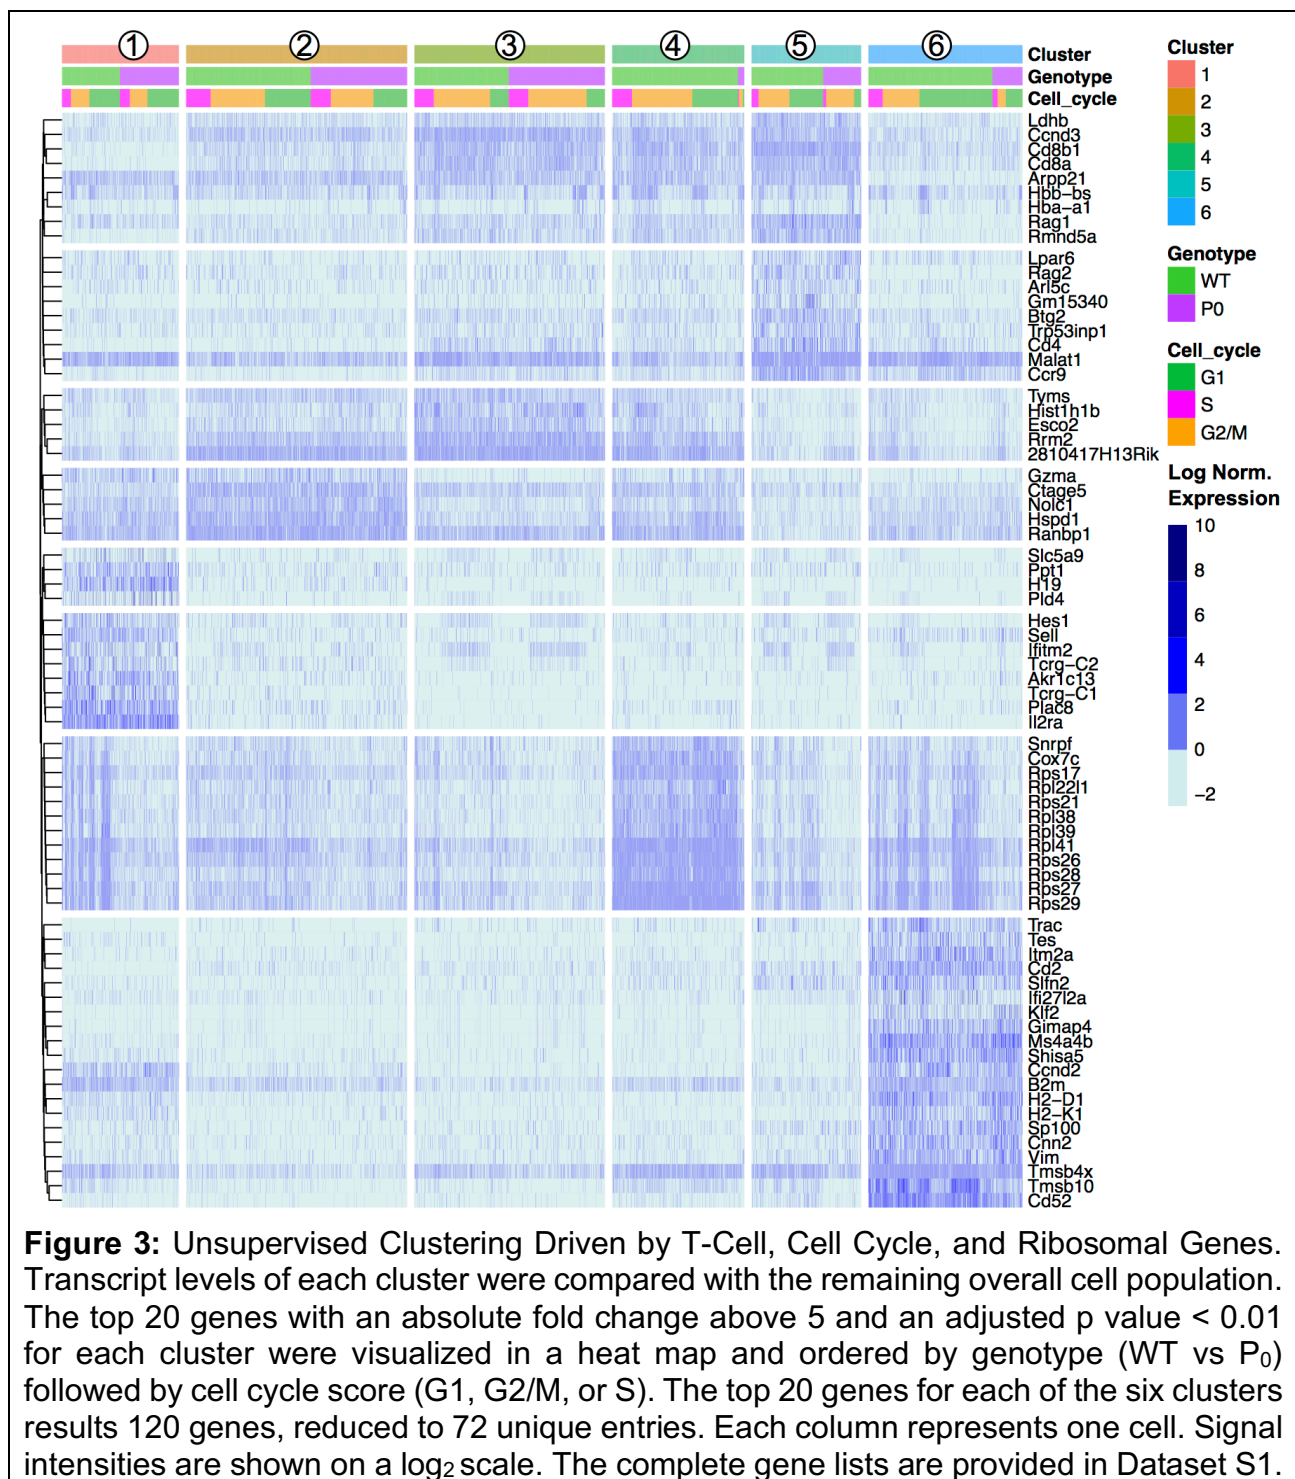 1
2
3
4
5
6
Cluster
Genotype
Cell_cycle
Ldhb
Ccnd3
Cd8b1
Cd8a
Arpp21
Hbb-bs
Hba-a1
Rag1
Rmnd5a
Lpar6
Rag2
Arl5c
Gm15340
Btg2
Trp53inp1
Cd4
Malat1
Ccr9
Tyms
Hist1h1b
Esco2
Rrm2
2810417H13Rik
Gzma
Ctage5
Nolc1
Hspd1
Ranbp1
Slc5a9
Ppt1
H19
Pld4
Hes1
Sell
Ifitm2
Tcrg-C2
Akr1c13
Tcrg-C1
Plac8
Il2ra
Snrpf
Cox7c
Rps17
Rpl22l1
Rps21
Rpl38
Rpl39
Rpl41
Rps26
Rps28
Rps27
Rps29
Trac
Tes
Itm2a
Cd2
Slfn2
Ifi27l2a
Klf2
Gimap4
Ms4a4b
Shisa5
Ccnd2
B2m
H2-D1
H2-K1
Sp100
Cnn2
Vim
Tmsb4x
Tmsb10
Cd52
Cluster
1
2
3
4
5
6
Genotype
WT
P0
Cell_cycle
G1
S
G2/M
Log Norm.
Expression
10
8
6
4
2
0
−2
Figure 3: Unsupervised Clustering Driven by T-Cell, Cell Cycle, and Ribosomal Genes.
Transcript levels of each cluster were compared with the remaining overall cell population.
The top 20 genes with an absolute fold change above 5 and an adjusted p value < 0.01
for each cluster were visualized in a heat map and ordered by genotype (WT vs P₀)
followed by cell cycle score (G1, G2/M, or S). The top 20 genes for each of the six clusters
results 120 genes, reduced to 72 unique entries. Each column represents one cell. Signal
intensities are shown on a log₂ scale. The complete gene lists are provided in Dataset S1.